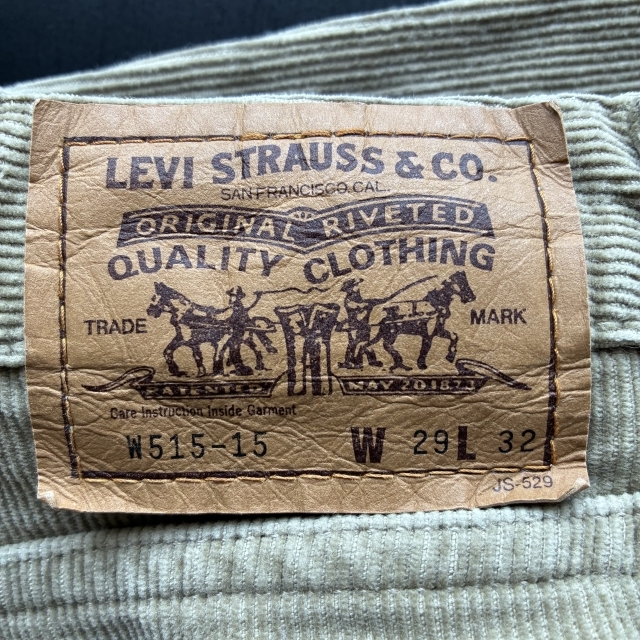 LEVI STRAUSS & CO.
SAN FRANCISCO CAL.
ORIGINAL RIVETED
QUALITY CLOTHING
TRADE MARK
PATENTED MAY 20 1873
Care Instruction Inside Garment
W515-15 W 29 L 32
JS-529